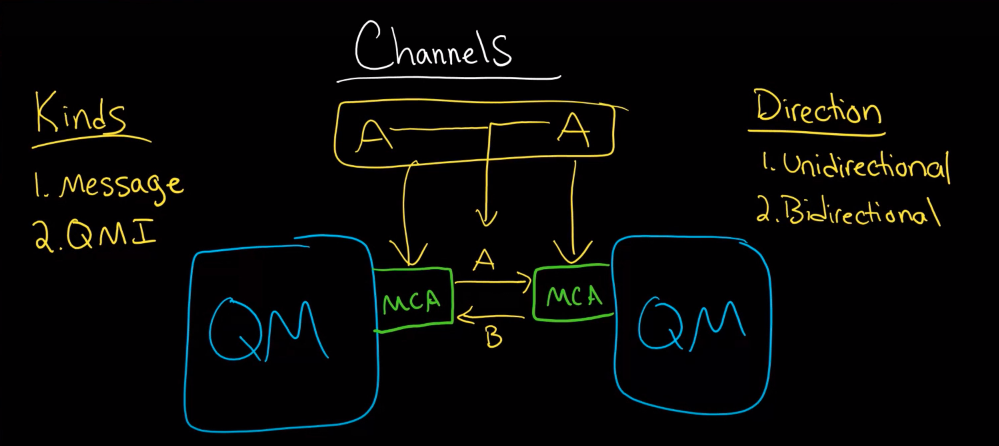 Channels
Kinds
1. Message
2. QMI
A A
Direction
1. Unidirectional
2. Bidirectional
QM
MCA
A
B
MCA
QM